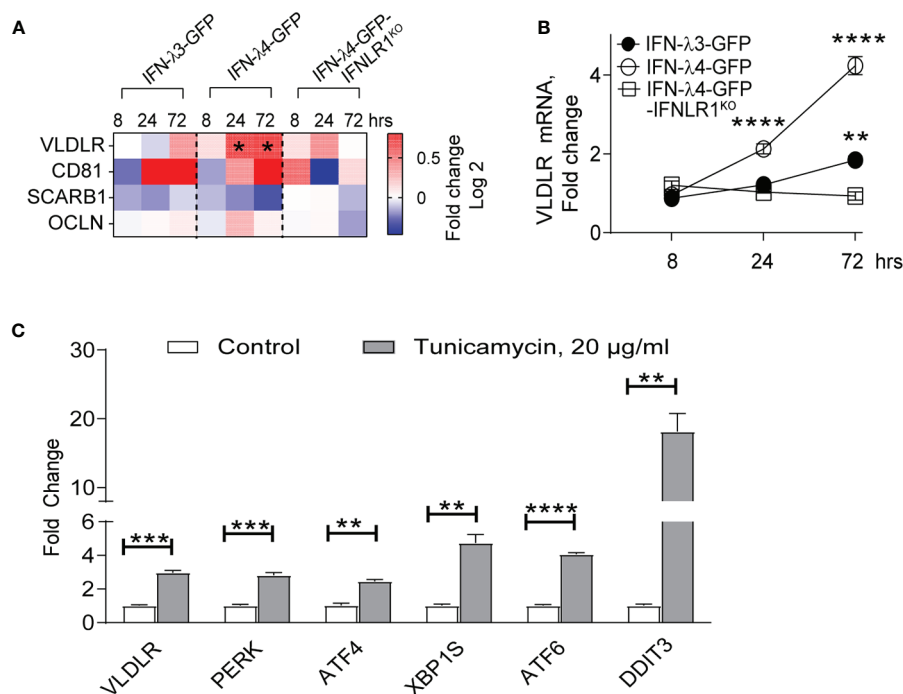 A
IFN-λ3-GFP
IFN-λ4-GFP
IFN-λ4-GFP-
IFNLR1KO
8 24 72 8 24 72 8 24 72 hrs
VLDLR
* *
CD81
SCARB1
OCLN
0.5
0
-0.5
Fold change
Log 2
B
IFN-λ3-GFP
IFN-λ4-GFP
IFN-λ4-GFP
-IFNLR1KO
****
****
**
VLDLR mRNA,
Fold change
4
2
0
8 24 72 hrs
C
Control Tunicamycin, 20 µg/ml
Fold Change
30
20
10
6
4
2
0
*** *** ** ** **** **
VLDLR PERK ATF4 XBP1S ATF6 DDIT3